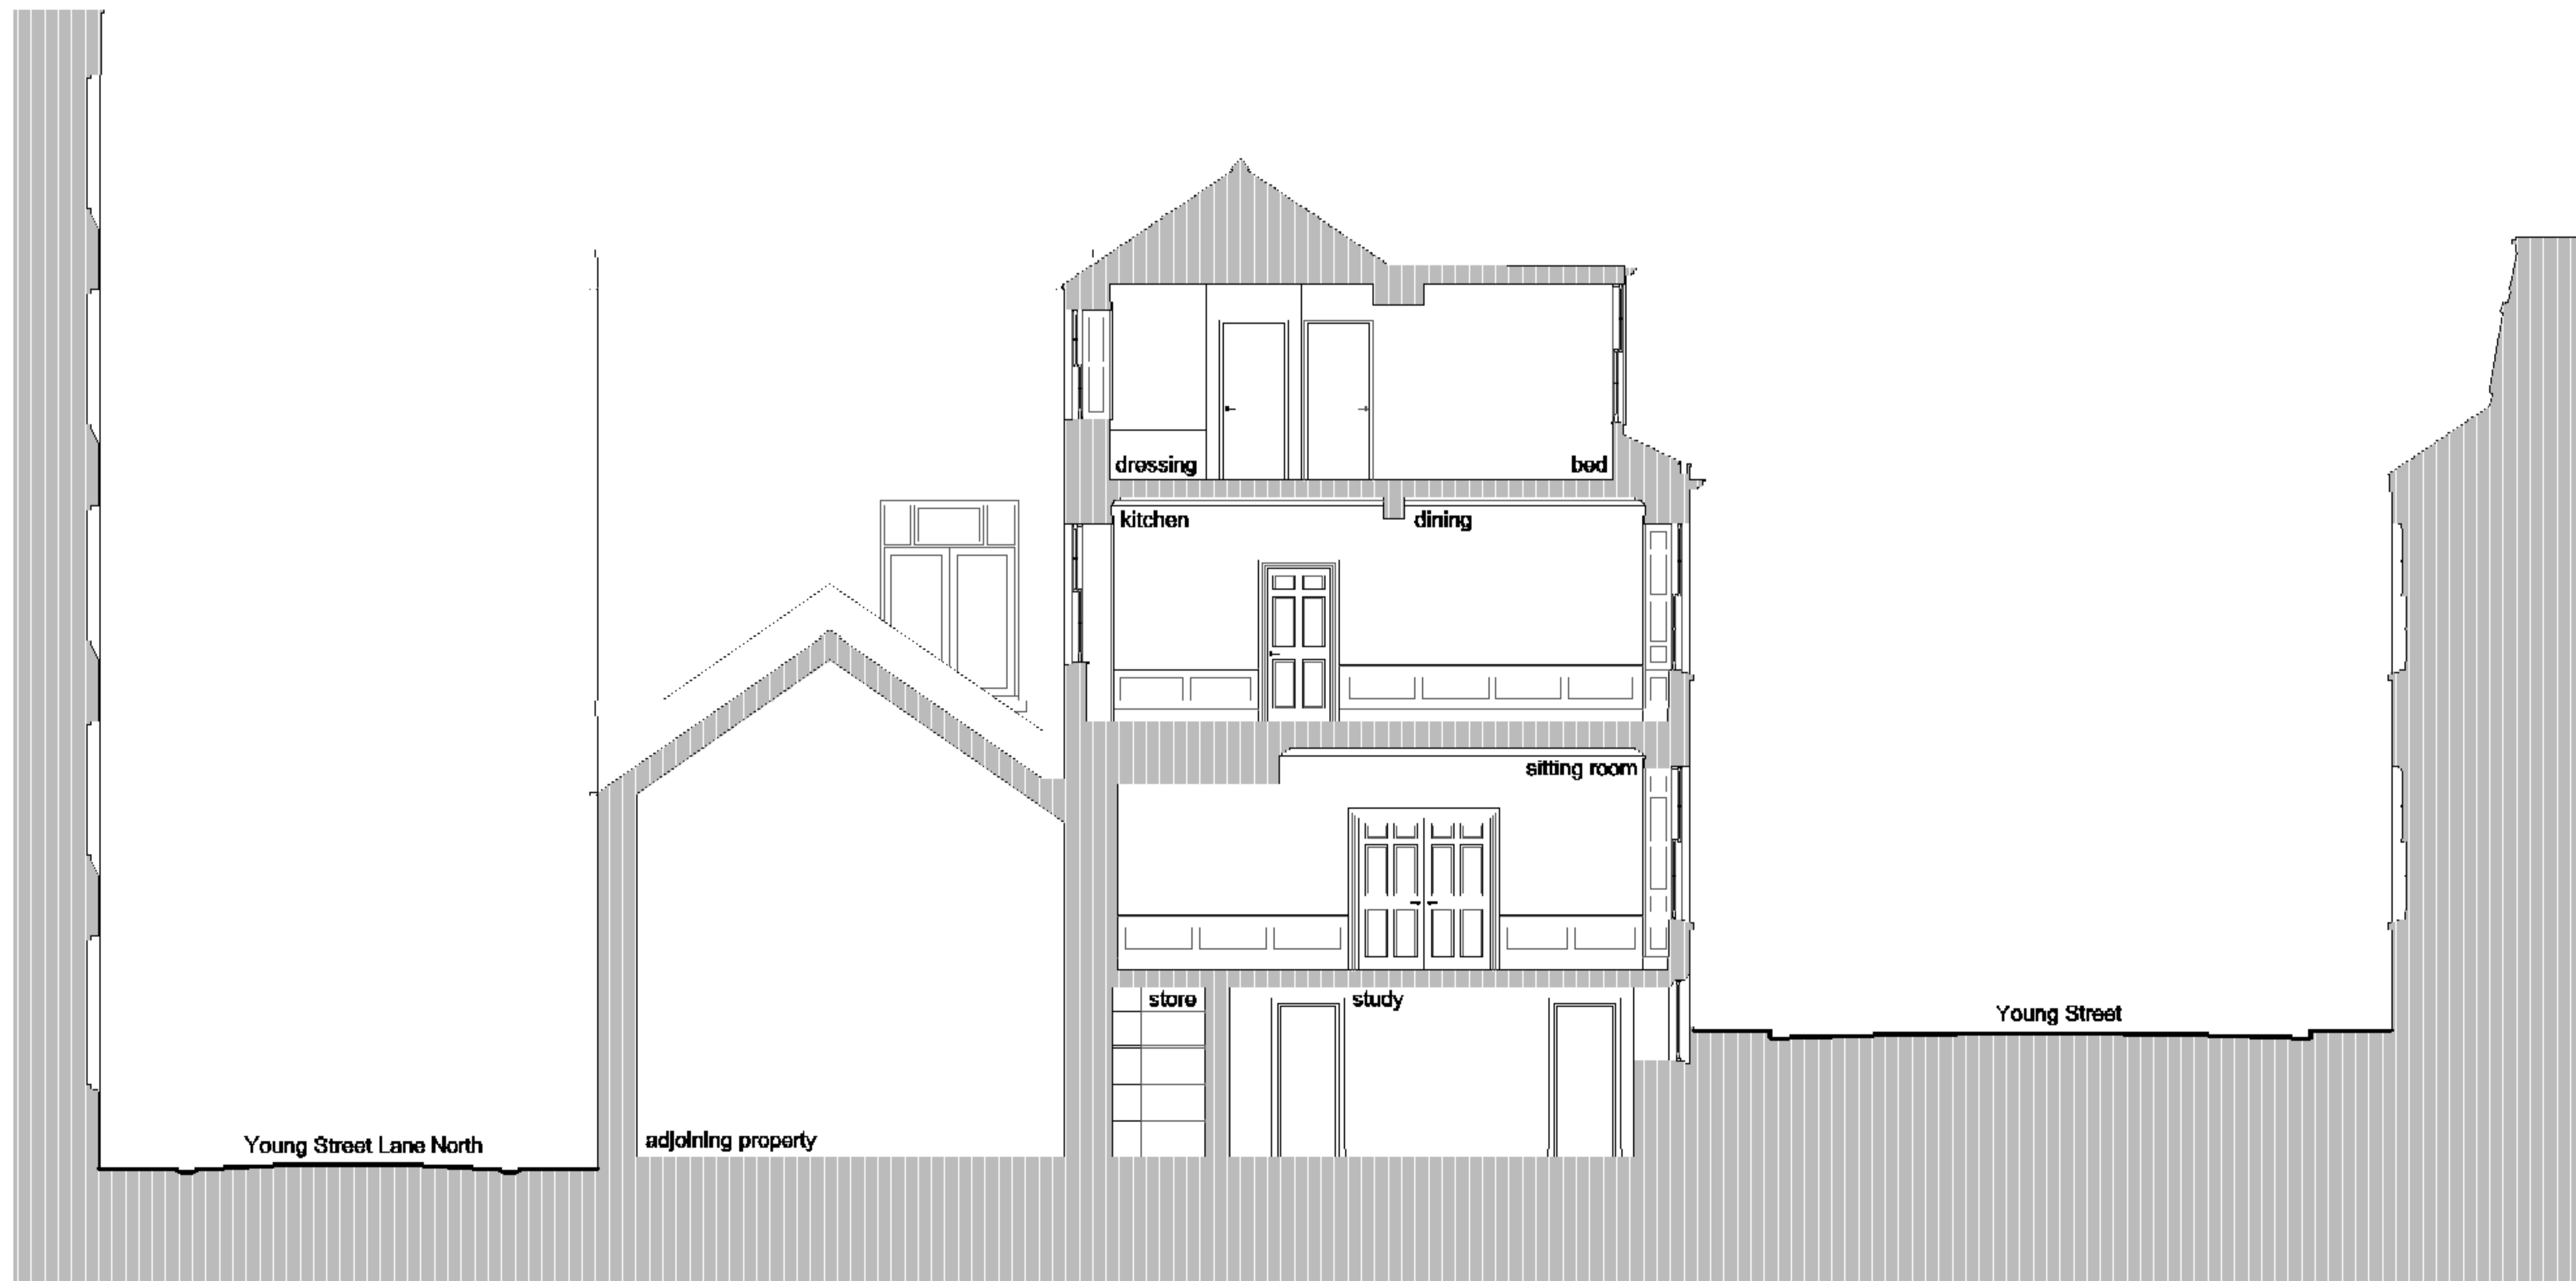 dressing
bed
kitchen
dining
sitting room
store
study
Young Street
Young Street Lane North
adjoining property